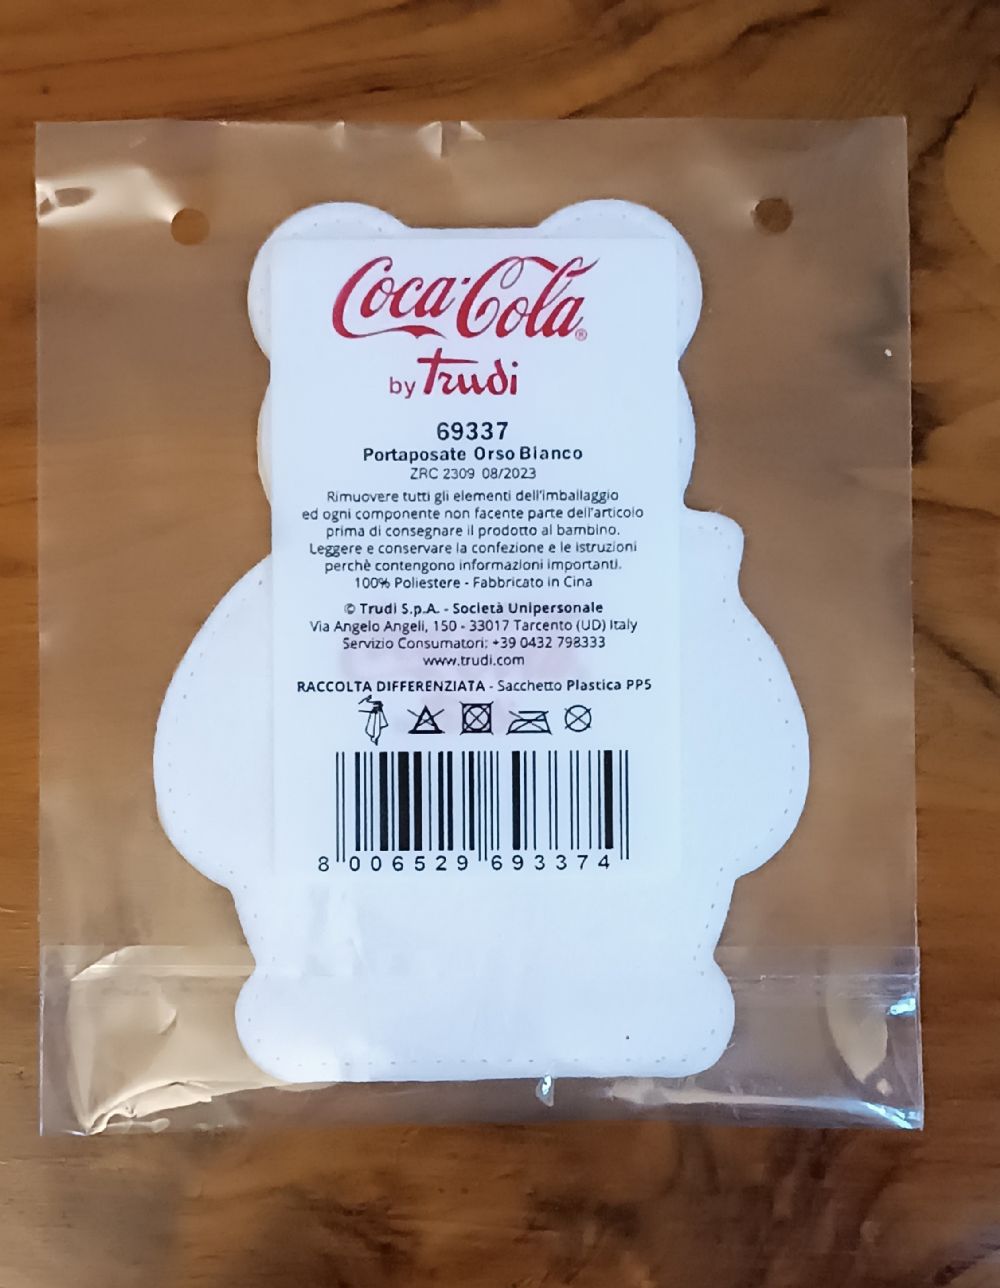 Coca-Cola®
by Trudi
69337
Portaposate Orso Bianco
ZRC 2309 08/2023
Rimuovere tutti gli elementi dell'imballaggio
ed ogni componente non facente parte dell'articolo
prima di consegnare il prodotto al bambino.
Leggere e conservare la confezione e le istruzioni
perchè contengono informazioni importanti.
100% Poliestere - Fabbricato in Cina
© Trudi S.p.A. - Società Unipersonale
Via Angelo Angeli, 150 - 33017 Tarcento (UD) Italy
Servizio Consumatori: +39 0432 798333
www.trudi.com
RACCOLTA DIFFERENZIATA - Sacchetto Plastica PP5
8 006529 693374